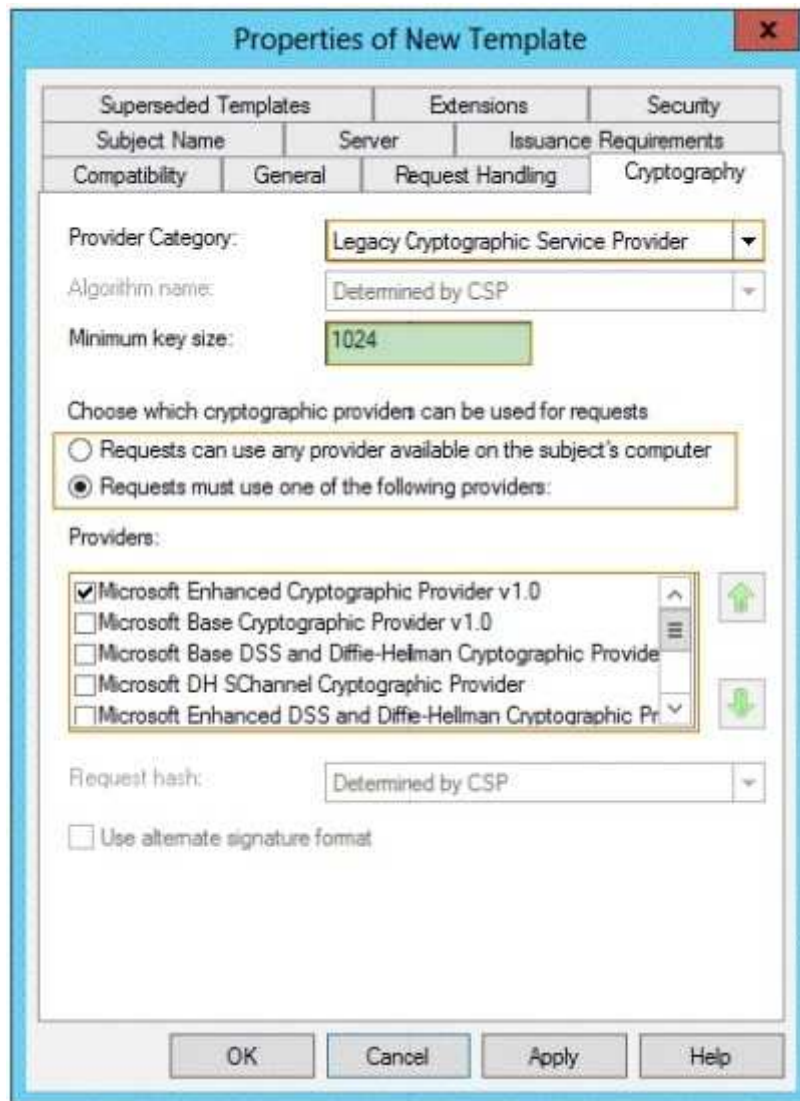 Properties of New Template
x
Superseded Templates Extensions Security
Subject Name Server Issuance Requirements
Compatibility General Request Handling Cryptography
Provider Category: Legacy Cryptographic Service Provider
Algorithm name: Determined by CSP
Minimum key size: 1024
Choose which cryptographic providers can be used for requests
Requests can use any provider available on the subject's computer
Requests must use one of the following providers:
Providers:
Microsoft Enhanced Cryptographic Provider v1.0
Microsoft Base Cryptographic Provider v1.0
Microsoft Base DSS and Diffie-Hellman Cryptographic Provide
Microsoft DH SChannel Cryptographic Provider
Microsoft Enhanced DSS and Diffie-Hellman Cryptographic Pr
Request hash: Determined by CSP
Use alternate signature format
OK Cancel Apply Help